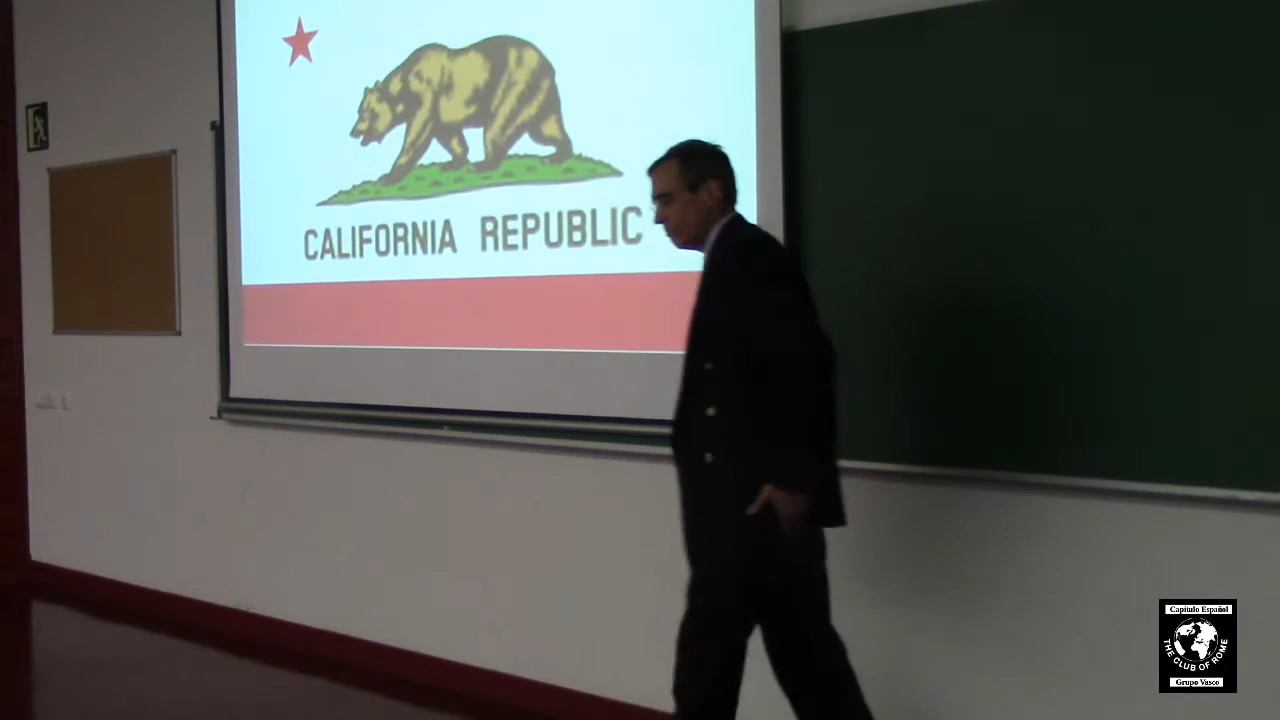 CALIFORNIA REPUBLIC
Capítulo Español
THE CLUB OF ROME
Grupo Vasco